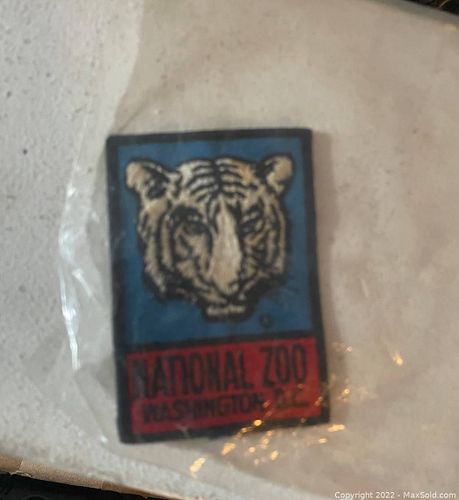 NATIONAL ZOO
WASHINGTON, D.C.
Copyright 2022 - MaxSold.com